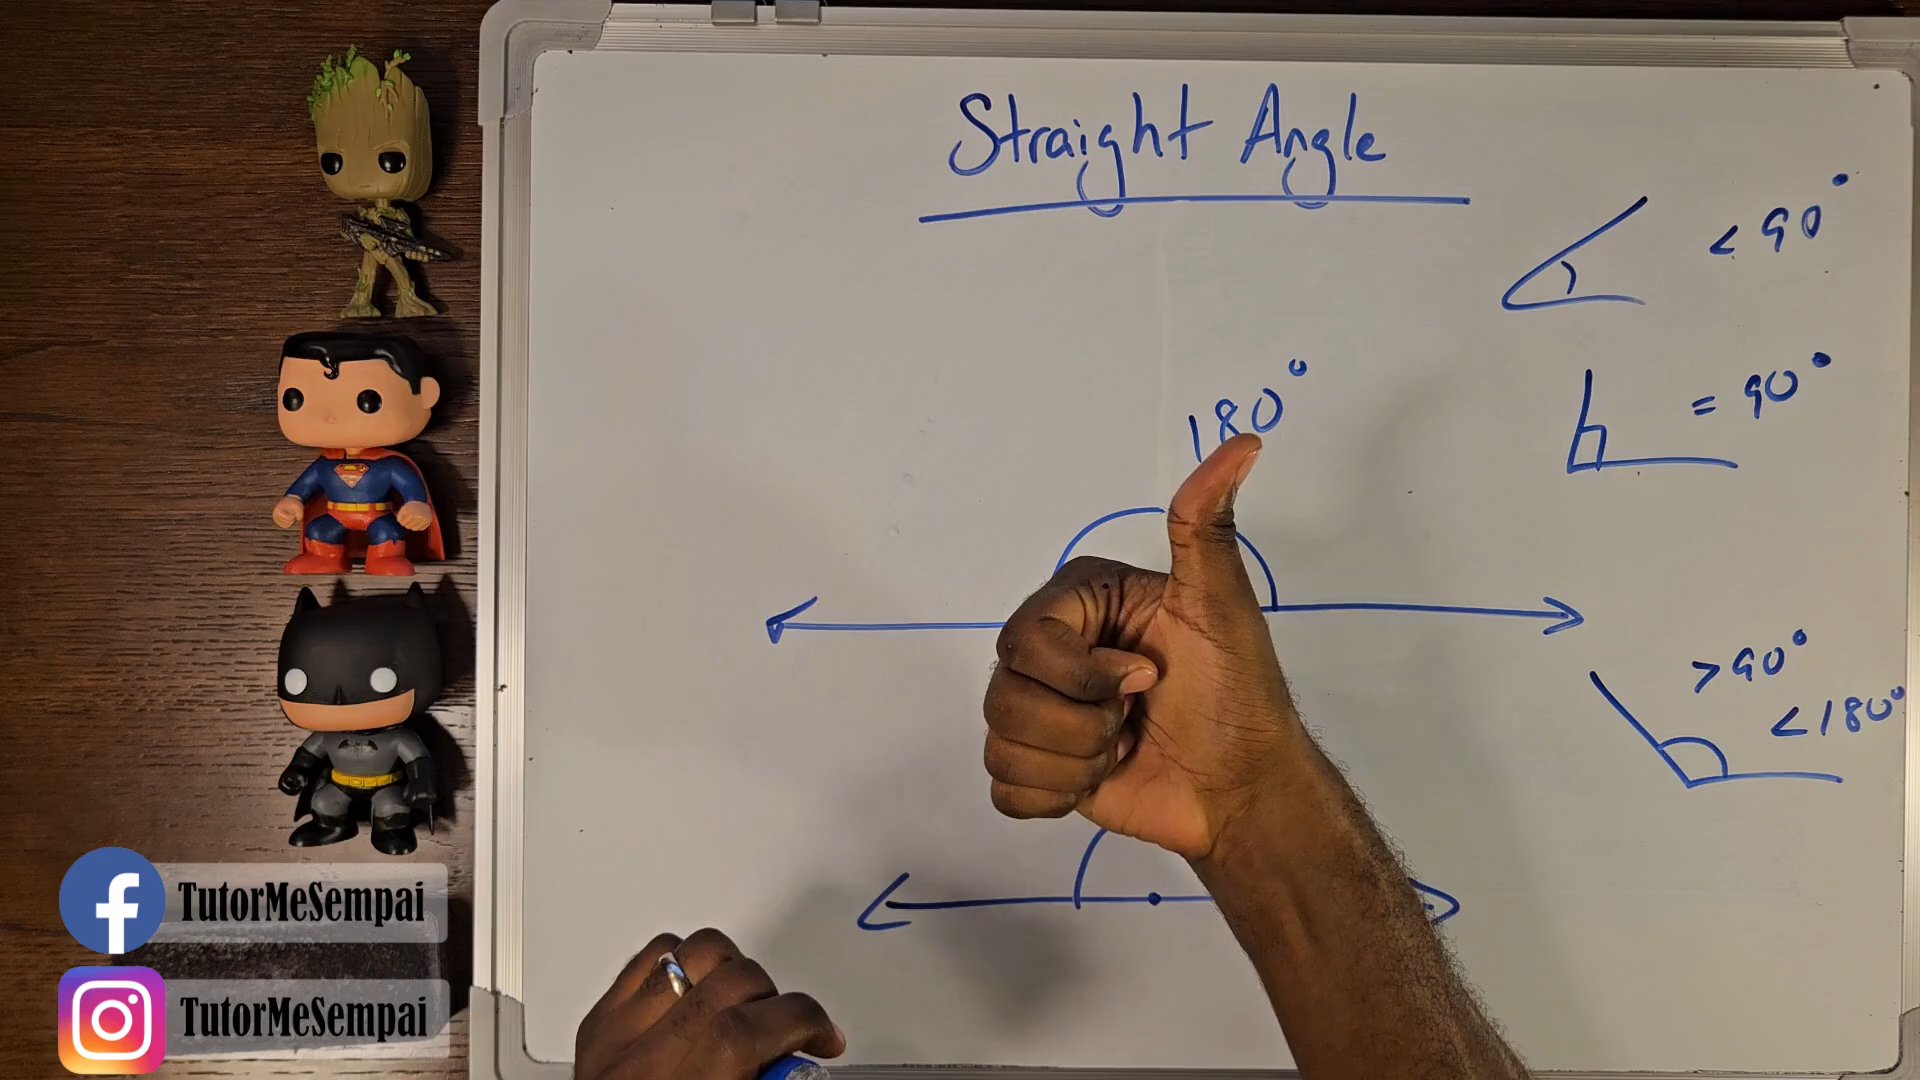 Straight Angle
< 90°
180°
= 90°
> 90°
< 180°
TutorMeSempai
TutorMeSempai